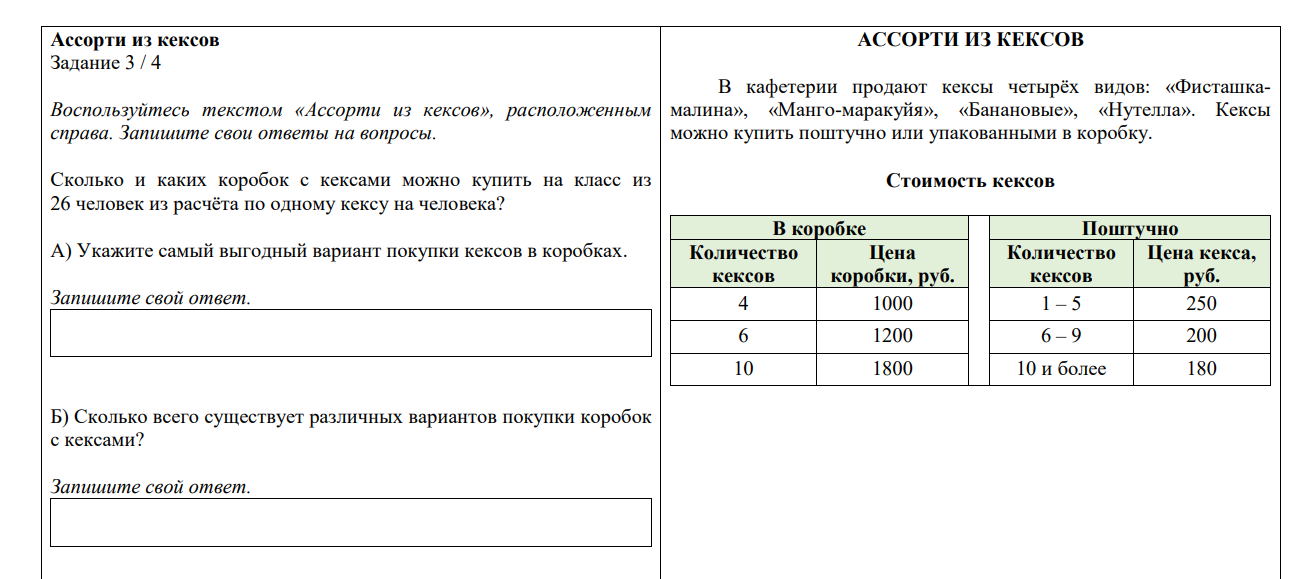 Ассорти из кексов
Задание 3 / 4
Воспользуйтесь текстом «Ассорти из кексов», расположенным
справа. Запишите свои ответы на вопросы.
Сколько и каких коробок с кексами можно купить на класс из
26 человек из расчёта по одному кексу на человека?
А) Укажите самый выгодный вариант покупки кексов в коробках.
Запишите свой ответ.
Б) Сколько всего существует различных вариантов покупки коробок
с кексами?
Запишите свой ответ.
АССОРТИ ИЗ КЕКСОВ
В кафетерии продают кексы четырёх видов: «Фисташка-
малина», «Манго-маракуйя», «Банановые», «Нутелла». Кексы
можно купить поштучно или упакованными в коробку.
Стоимость кексов
В коробке Поштучно
Количество Цена Количество Цена кекса,
кексов коробки, руб. кексов руб.
4 1000 1 – 5 250
6 1200 6 – 9 200
10 1800 10 и более 180